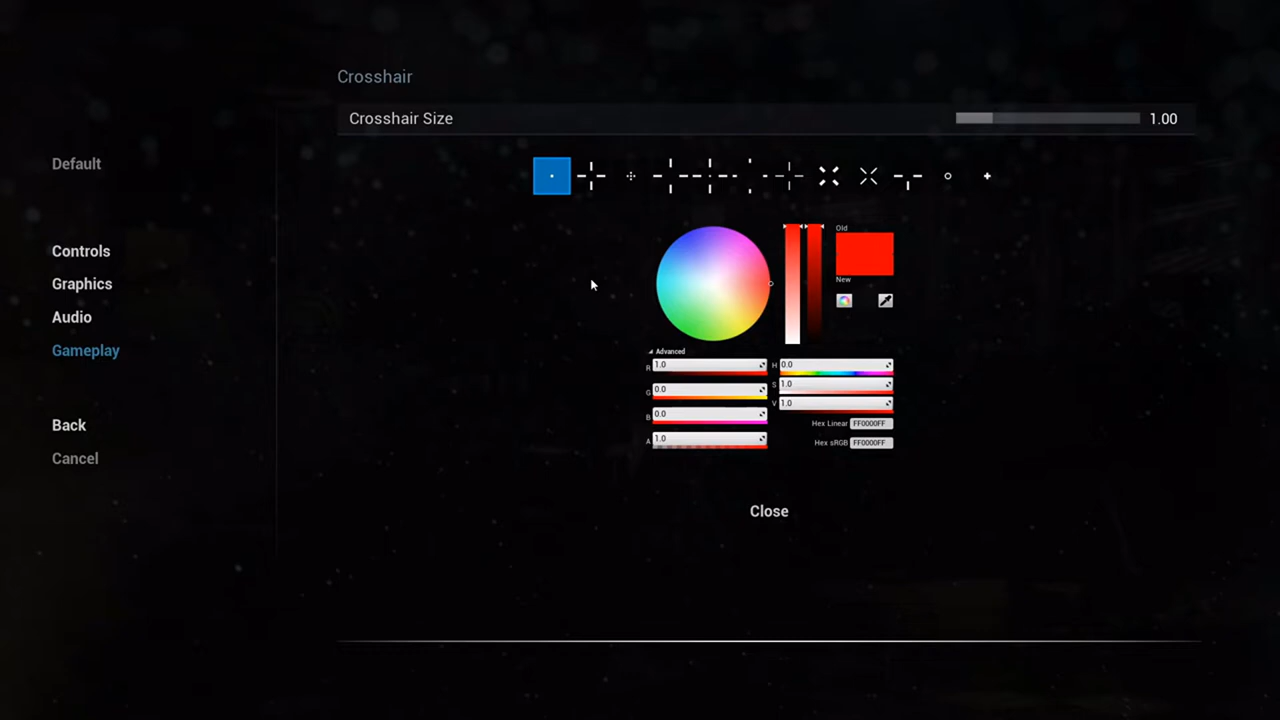 Crosshair
Crosshair Size 1.00
Default
Controls
Graphics
Audio
Gameplay
Back
Cancel
Old
New
Advanced
R 1.0
G 0.0
B 0.0
A 1.0
H 0.0
S 1.0
V 1.0
Hex Linear FF0000FF
Hex sRGB FF0000FF
Close